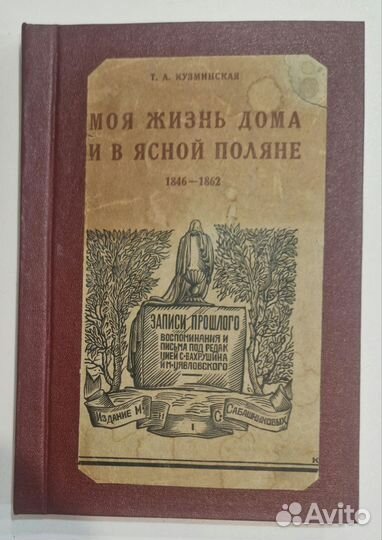 Т. А. КУЗМИНСКАЯ
МОЯ ЖИЗНЬ ДОМА
И В ЯСНОЙ ПОЛЯНЕ
1846—1862
ЗАПИСИ ПРОШЛОГО
ВОСПОМИНАНИЯ И
ПИСЬМА ПОД РЕДАК
ЦИЕЙ С·БАХРУШИНА
И М·ЦЯВЛОВСКОГО
ИЗДАНИЕ М· И С· САБАШНИКОВЫХ
I
К
Avito